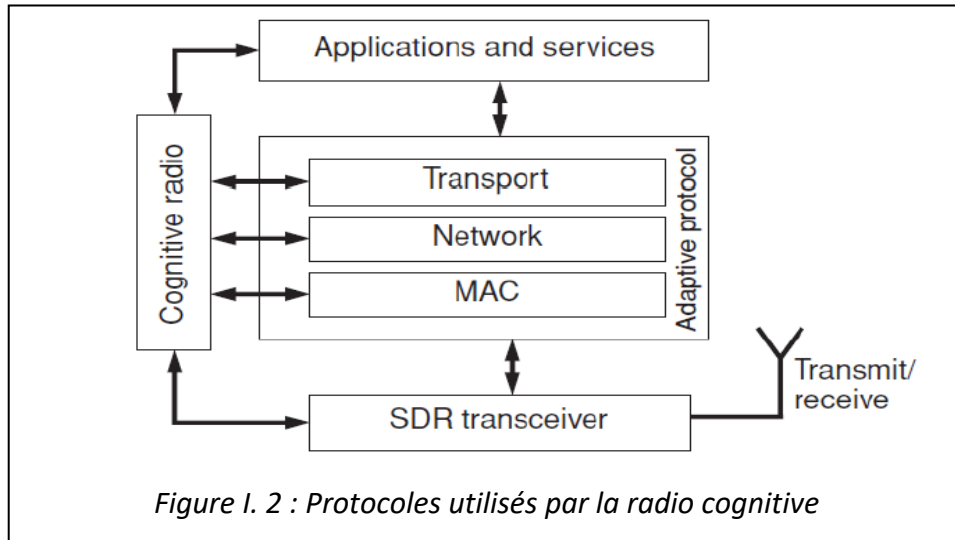 Applications and services
Cognitive radio
Transport
Network
MAC
Adaptive protocol
SDR transceiver
Transmit/
receive
Figure I. 2 : Protocoles utilisés par la radio cognitive